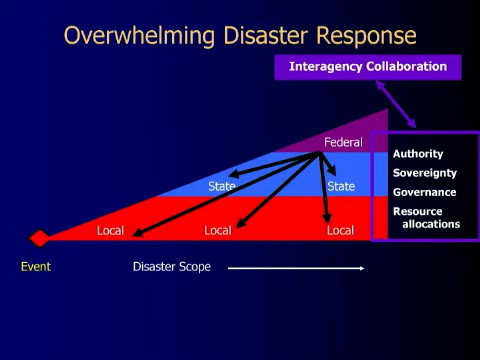 Overwhelming Disaster Response
Interagency Collaboration
Federal
Authority
Sovereignty
State
State
Governance
Resource
allocations
Local
Local
Local
Event
Disaster Scope